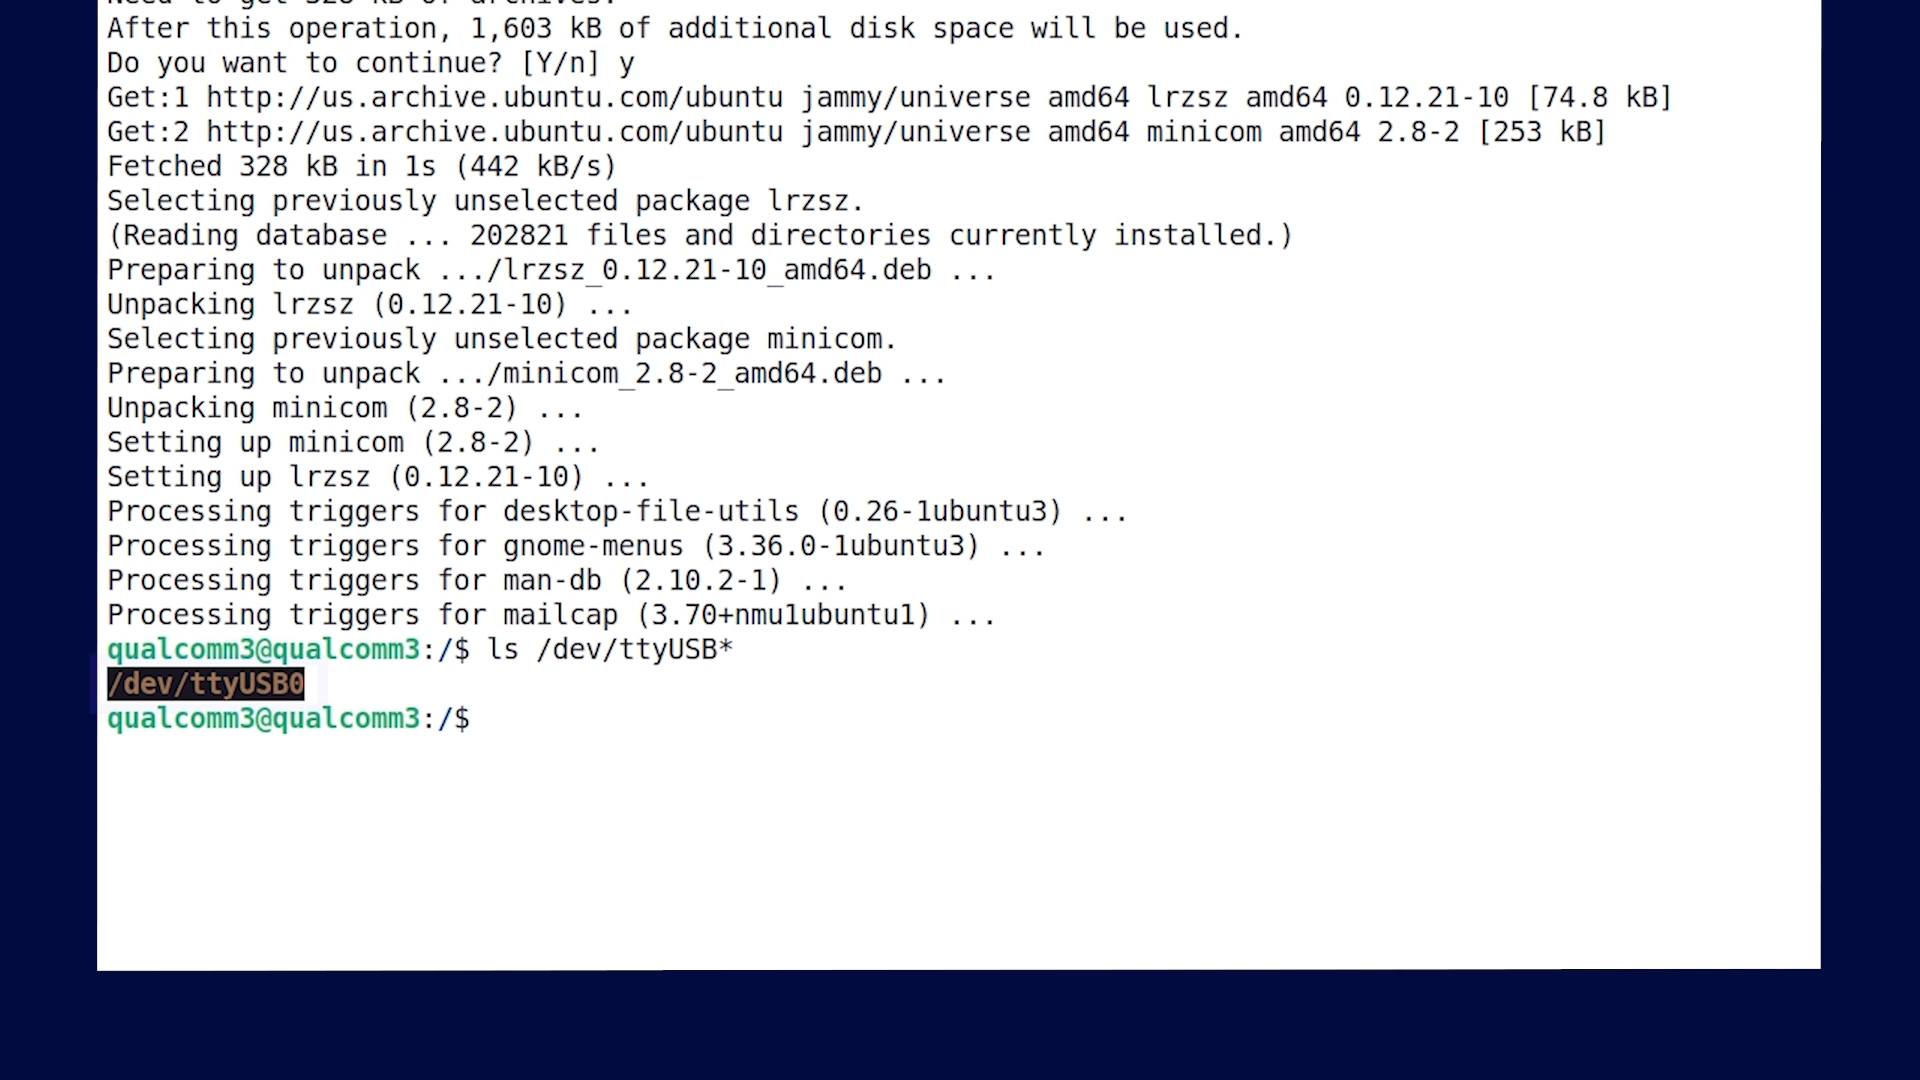 Need to get 328 kB of archives.
After this operation, 1,603 kB of additional disk space will be used.
Do you want to continue? [Y/n] y
Get:1 http://us.archive.ubuntu.com/ubuntu jammy/universe amd64 lrzsz amd64 0.12.21-10 [74.8 kB]
Get:2 http://us.archive.ubuntu.com/ubuntu jammy/universe amd64 minicom amd64 2.8-2 [253 kB]
Fetched 328 kB in 1s (442 kB/s)
Selecting previously unselected package lrzsz.
(Reading database ... 202821 files and directories currently installed.)
Preparing to unpack .../lrzsz_0.12.21-10_amd64.deb ...
Unpacking lrzsz (0.12.21-10) ...
Selecting previously unselected package minicom.
Preparing to unpack .../minicom_2.8-2_amd64.deb ...
Unpacking minicom (2.8-2) ...
Setting up minicom (2.8-2) ...
Setting up lrzsz (0.12.21-10) ...
Processing triggers for desktop-file-utils (0.26-1ubuntu3) ...
Processing triggers for gnome-menus (3.36.0-1ubuntu3) ...
Processing triggers for man-db (2.10.2-1) ...
Processing triggers for mailcap (3.70+nmu1ubuntu1) ...
qualcomm3@qualcomm3:/$ ls /dev/ttyUSB*
/dev/ttyUSB0
qualcomm3@qualcomm3:/$